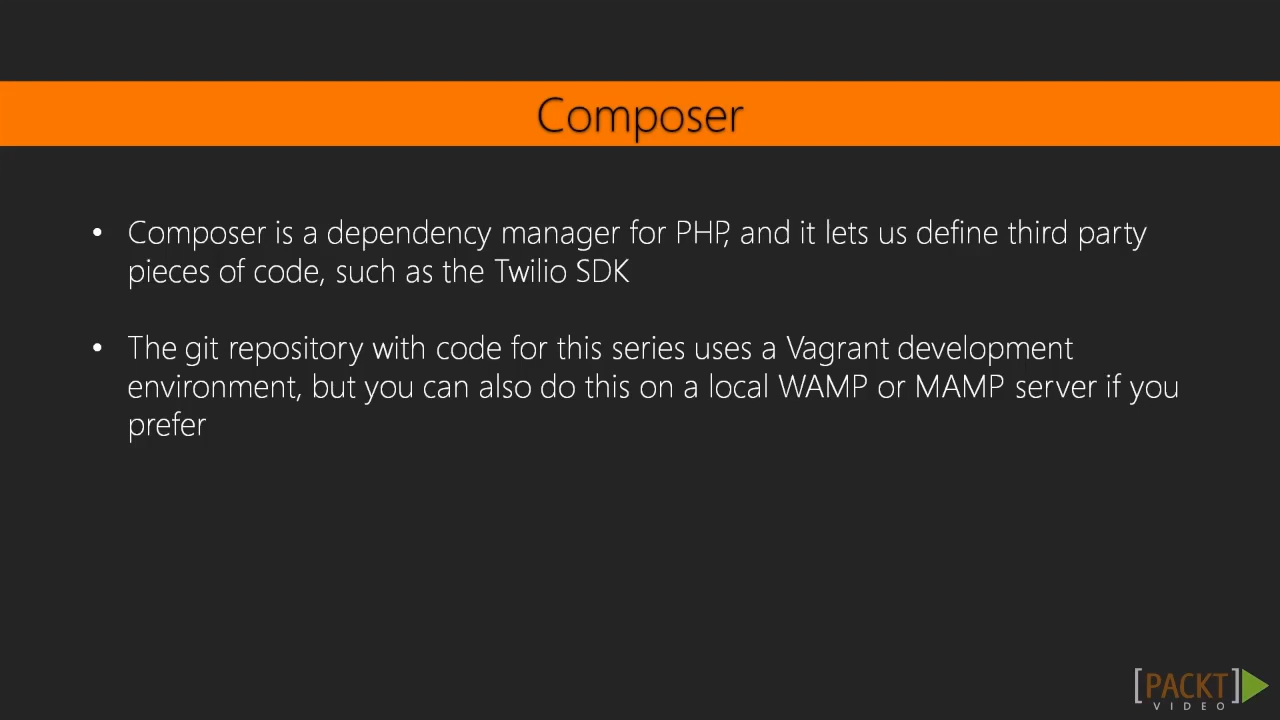 Composer
• Composer is a dependency manager for PHP, and it lets us define third party
pieces of code, such as the Twilio SDK
• The git repository with code for this series uses a Vagrant development
environment, but you can also do this on a local WAMP or MAMP server if you
prefer
[PACKT]
VIDEO